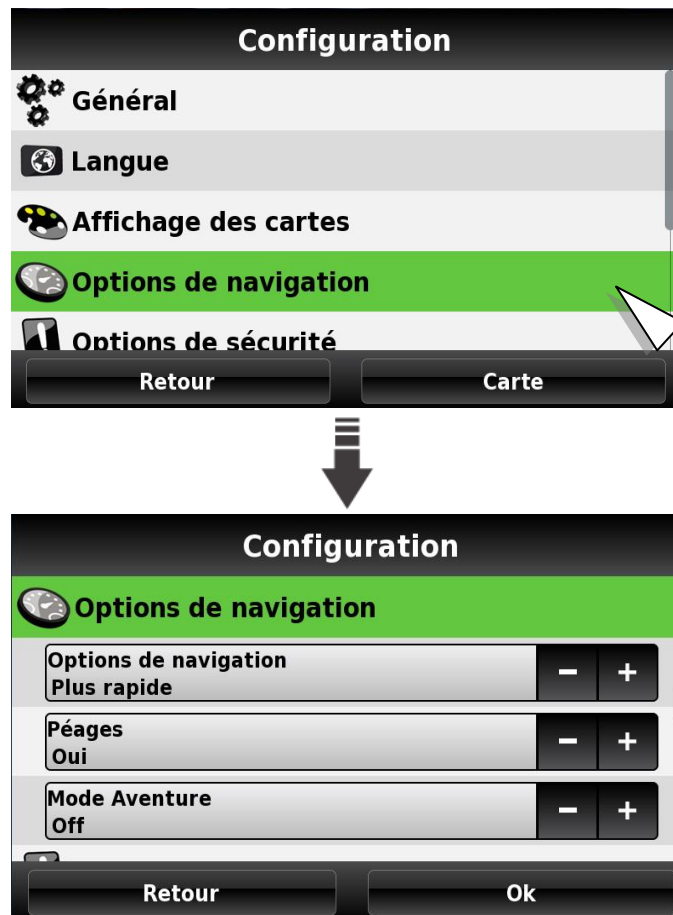 Configuration
Général
Langue
Affichage des cartes
Options de navigation
Options de sécurité
Retour
Carte
Configuration
Options de navigation
Options de navigation
Plus rapide
Péages
Oui
Mode Aventure
Off
Retour
Ok